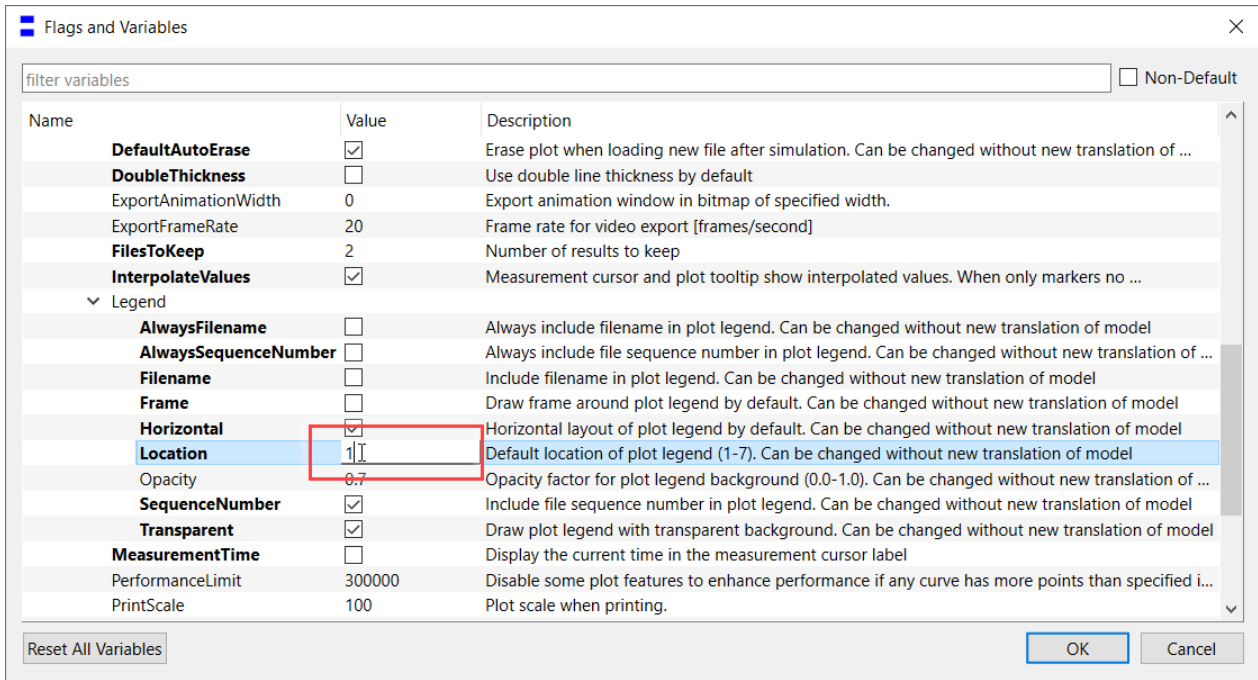 Flags and Variables
filter variables Non-Default
Name Value Description
DefaultAutoErase Erase plot when loading new file after simulation. Can be changed without new translation of ...
DoubleThickness Use double line thickness by default
ExportAnimationWidth 0 Export animation window in bitmap of specified width.
ExportFrameRate 20 Frame rate for video export [frames/second]
FilesToKeep 2 Number of results to keep
InterpolateValues Measurement cursor and plot tooltip show interpolated values. When only markers no ...
Legend
AlwaysFilename Always include filename in plot legend. Can be changed without new translation of model
AlwaysSequenceNumber Always include file sequence number in plot legend. Can be changed without new translation of ...
Filename Include filename in plot legend. Can be changed without new translation of model
Frame Draw frame around plot legend by default. Can be changed without new translation of model
Horizontal Horizontal layout of plot legend by default. Can be changed without new translation of model
Location 1 Default location of plot legend (1-7). Can be changed without new translation of model
Opacity 0.7 Opacity factor for plot legend background (0.0-1.0). Can be changed without new translation of ...
SequenceNumber Include file sequence number in plot legend. Can be changed without new translation of model
Transparent Draw plot legend with transparent background. Can be changed without new translation of model
MeasurementTime Display the current time in the measurement cursor label
PerformanceLimit 300000 Disable some plot features to enhance performance if any curve has more points than specified i...
PrintScale 100 Plot scale when printing.
Reset All Variables OK Cancel